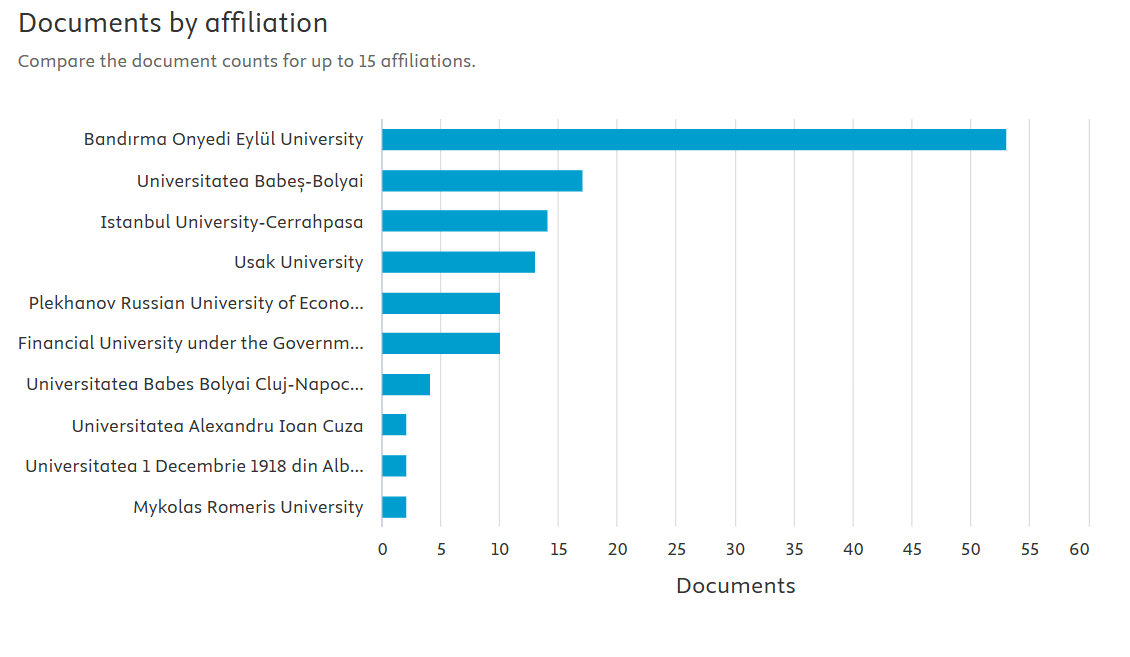 Documents by affiliation
Compare the document counts for up to 15 affiliations.
Bandırma Onyedi Eylül University
Universitatea Babeș-Bolyai
Istanbul University-Cerrahpasa
Usak University
Plekhanov Russian University of Econo...
Financial University under the Governm...
Universitatea Babes Bolyai Cluj-Napoc...
Universitatea Alexandru Ioan Cuza
Universitatea 1 Decembrie 1918 din Alb...
Mykolas Romeris University
0 5 10 15 20 25 30 35 40 45 50 55 60
Documents